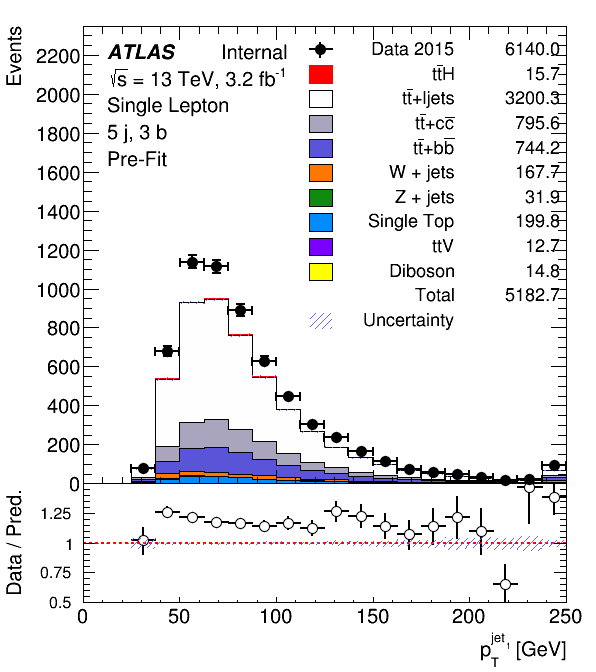 Events
2200
2000
1800
1600
1400
1200
1000
800
600
400
200
0
ATLAS Internal
√s = 13 TeV, 3.2 fb⁻¹
Single Lepton
5 j, 3 b
Pre-Fit
Data 2015 6140.0
tt̄H 15.7
tt̄+ljets 3200.3
tt̄+cc̄ 795.6
tt̄+bb̄ 744.2
W + jets 167.7
Z + jets 31.9
Single Top 199.8
ttV 12.7
Diboson 14.8
Total 5182.7
Uncertainty
Data / Pred.
1.25
1
0.75
0.5
0 50 100 150 200 250
p_T^jet₁ [GeV]